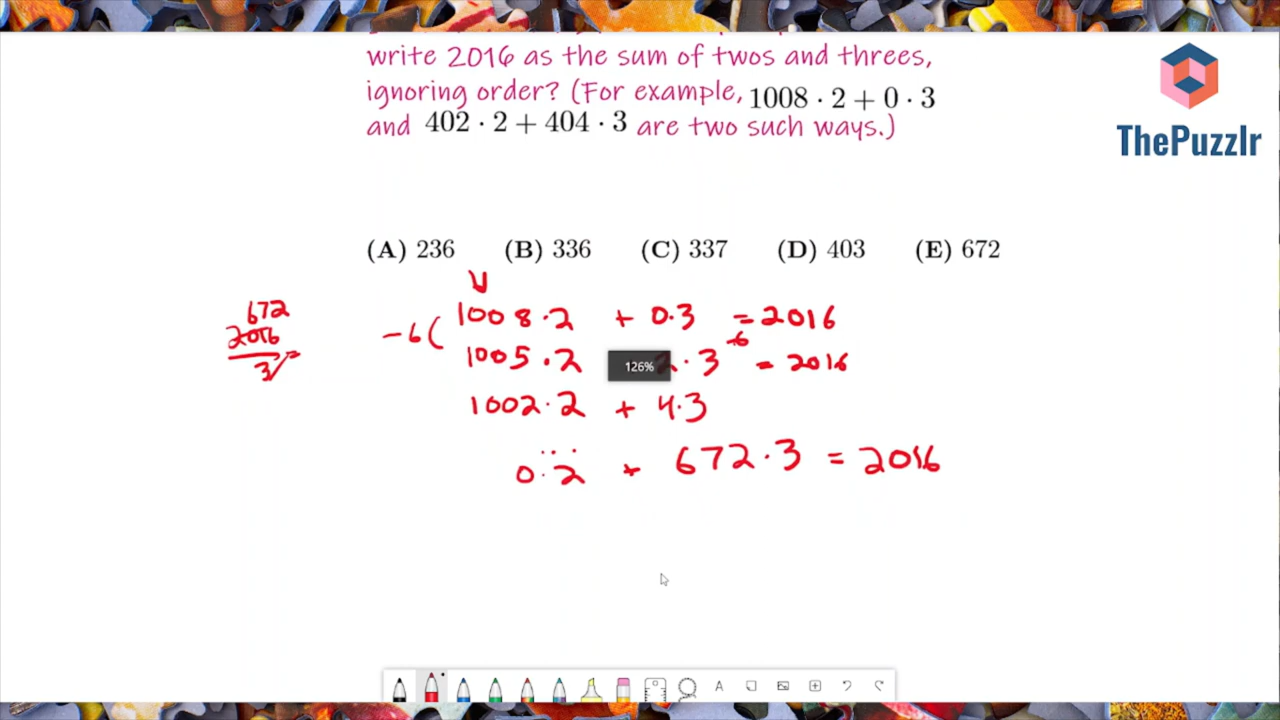 write 2016 as the sum of twos and threes,
ignoring order? (For example, 1008 · 2 + 0 · 3
and 402 · 2 + 404 · 3 are two such ways.)
ThePuzzlr
(A) 236 (B) 336 (C) 337 (D) 403 (E) 672
672
2016
3
-6( 1008·2 + 0·3 = 2016
+6
1005·2 126% · 3 = 2016
1002·2 + 4·3
...
0·2 + 672·3 = 2016
A